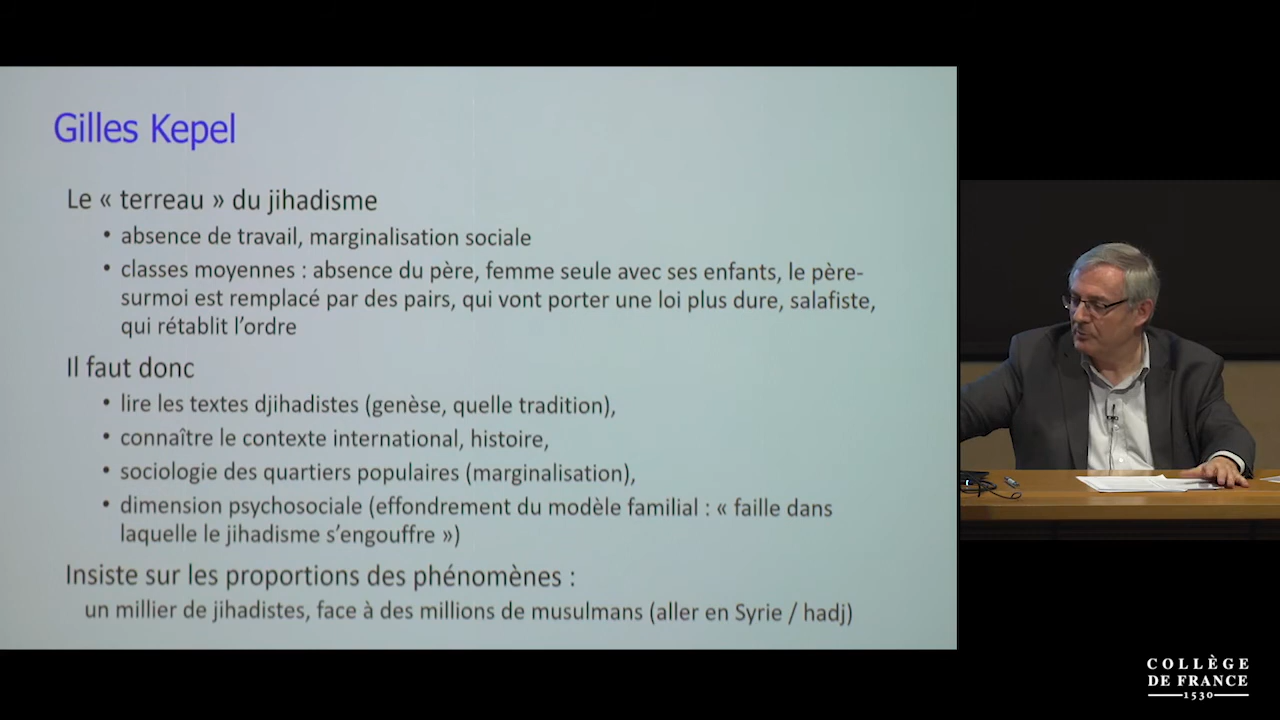 Gilles Kepel
Le « terreau » du jihadisme
• absence de travail, marginalisation sociale
• classes moyennes : absence du père, femme seule avec ses enfants, le père-
surmoi est remplacé par des pairs, qui vont porter une loi plus dure, salafiste,
qui rétablit l’ordre
Il faut donc
• lire les textes djihadistes (genèse, quelle tradition),
• connaître le contexte international, histoire,
• sociologie des quartiers populaires (marginalisation),
• dimension psychosociale (effondrement du modèle familial : « faille dans
laquelle le jihadisme s’engouffre »)
Insiste sur les proportions des phénomènes :
un millier de jihadistes, face à des millions de musulmans (aller en Syrie / hadj)
COLLÈGE
DE FRANCE
1530